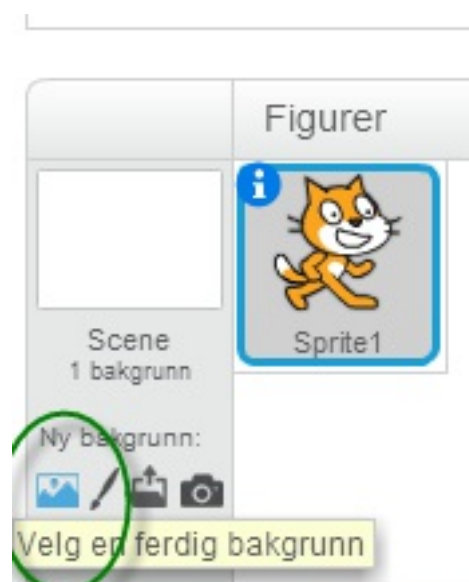 Figurer
i
Sprite1
Scene
1 bakgrunn
Ny bakgrunn:
Velg en ferdig bakgrunn